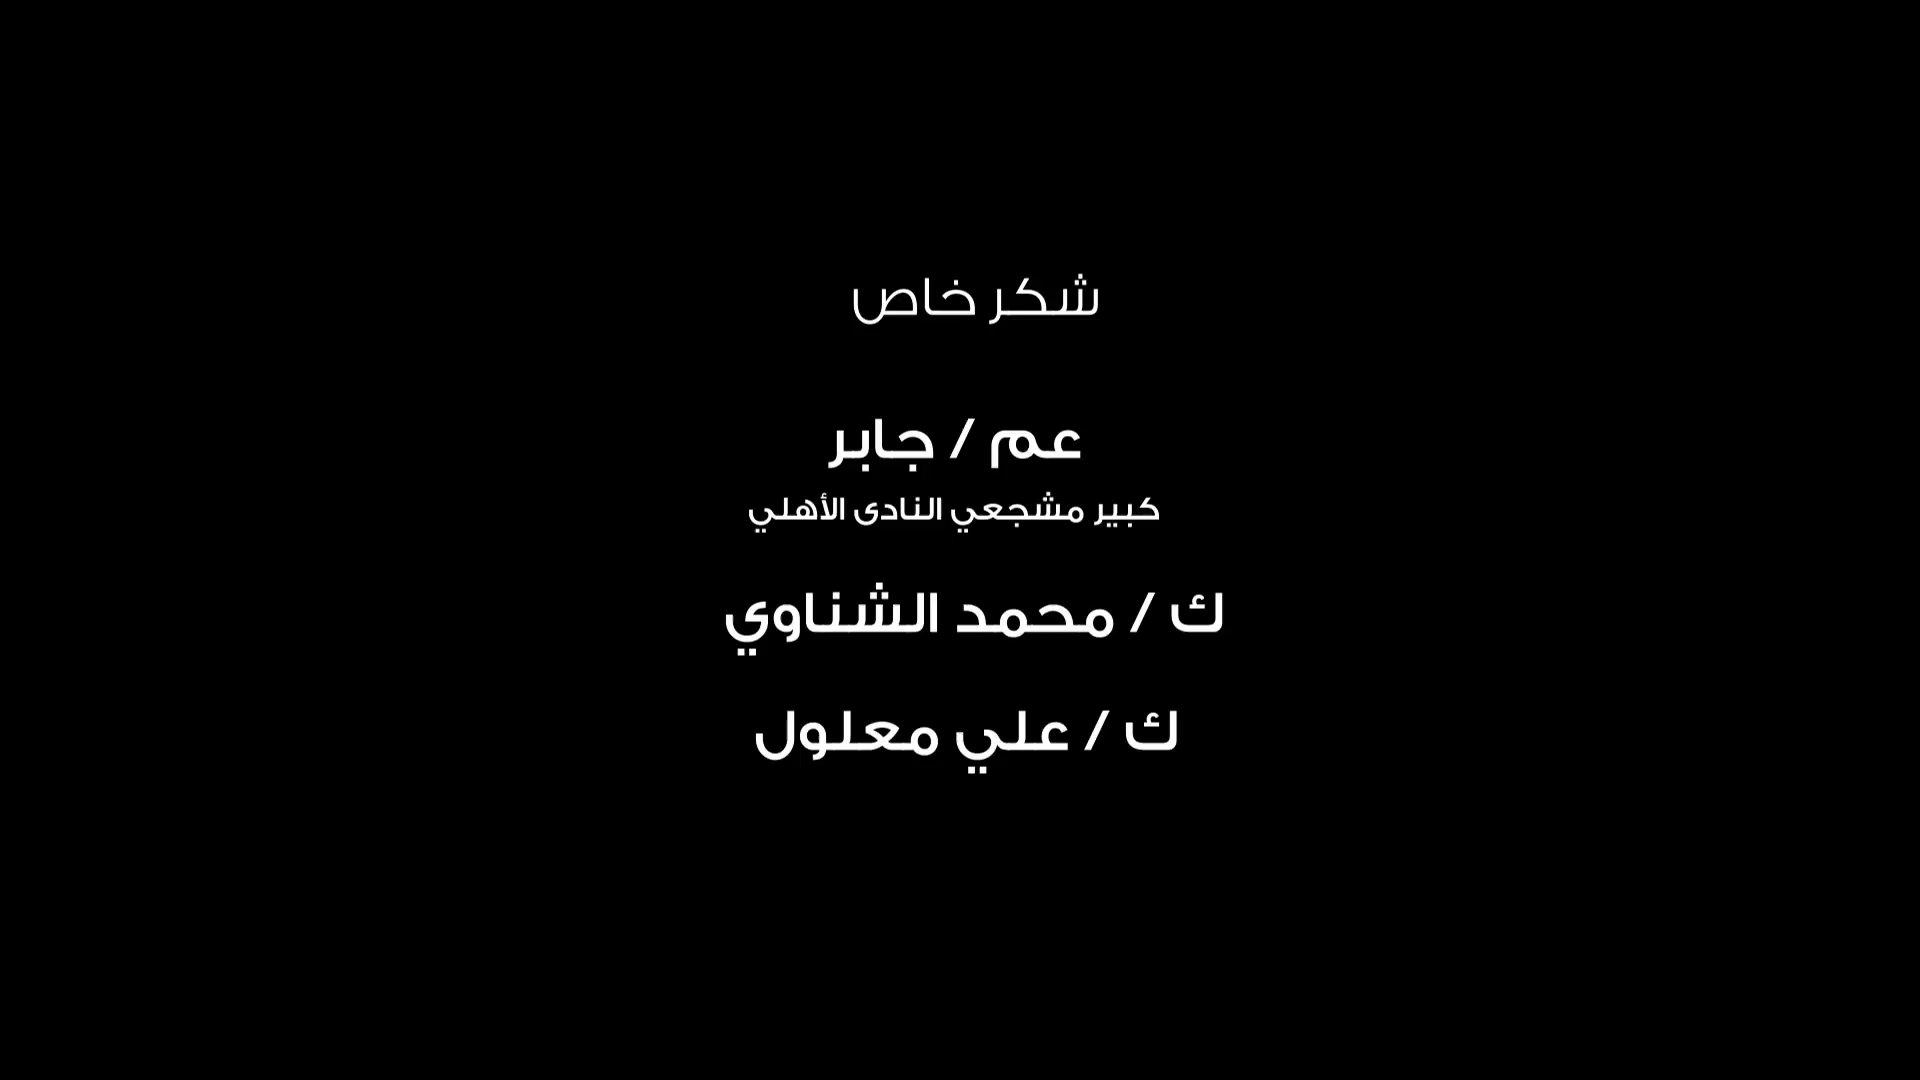 شكر خاص
عم / جابر
كبير مشجعي النادى الأهلي
ك / محمد الشناوي
ك / علي معلول